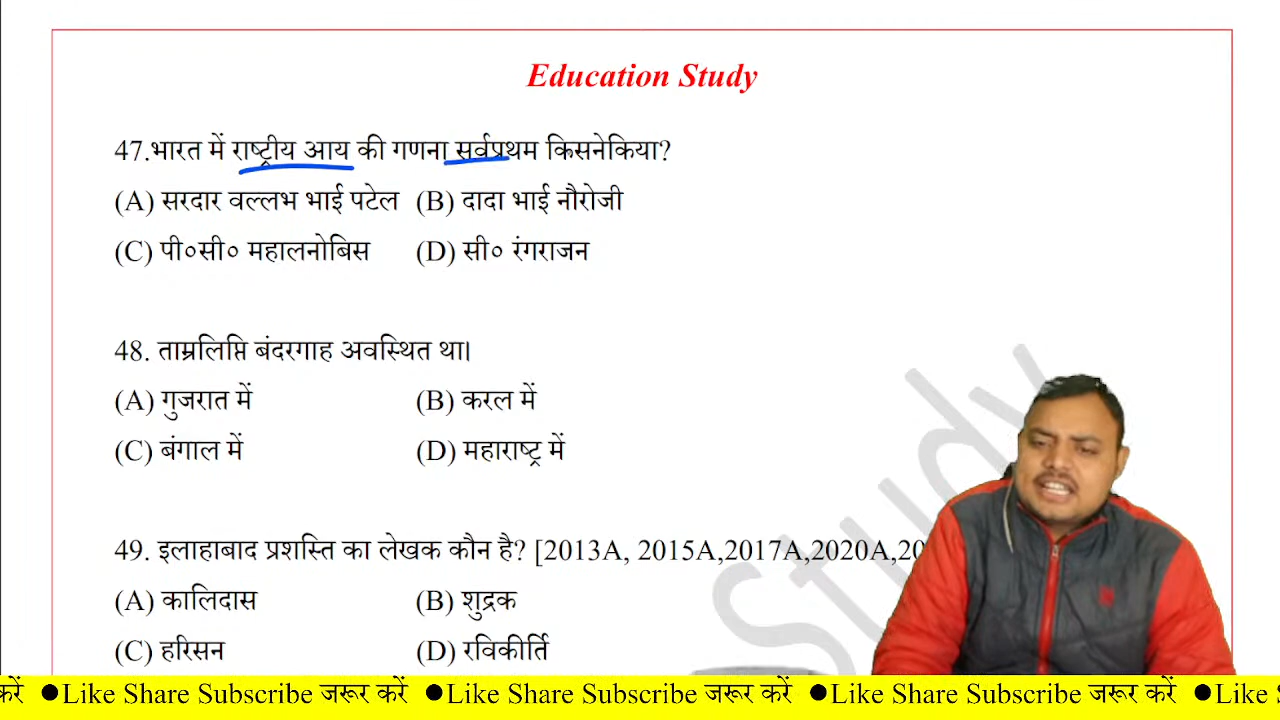 Education Study
47.भारत में राष्ट्रीय आय की गणना सर्वप्रथम किसनेकिया?
(A) सरदार वल्लभ भाई पटेल (B) दादा भाई नौरोजी
(C) पी०सी० महालनोबिस (D) सी० रंगराजन
48. ताम्रलिप्ति बंदरगाह अवस्थित था।
(A) गुजरात में (B) करल में
(C) बंगाल में (D) महाराष्ट्र में
49. इलाहाबाद प्रशस्ति का लेखक कौन है? [2013A, 2015A,2017A,2020A,20
(A) कालिदास (B) शुद्रक
(C) हरिसन (D) रविकीर्ति
Study
करें ●Like Share Subscribe जरूर करें ●Like Share Subscribe जरूर करें ●Like Share Subscribe जरूर करें ●Like S